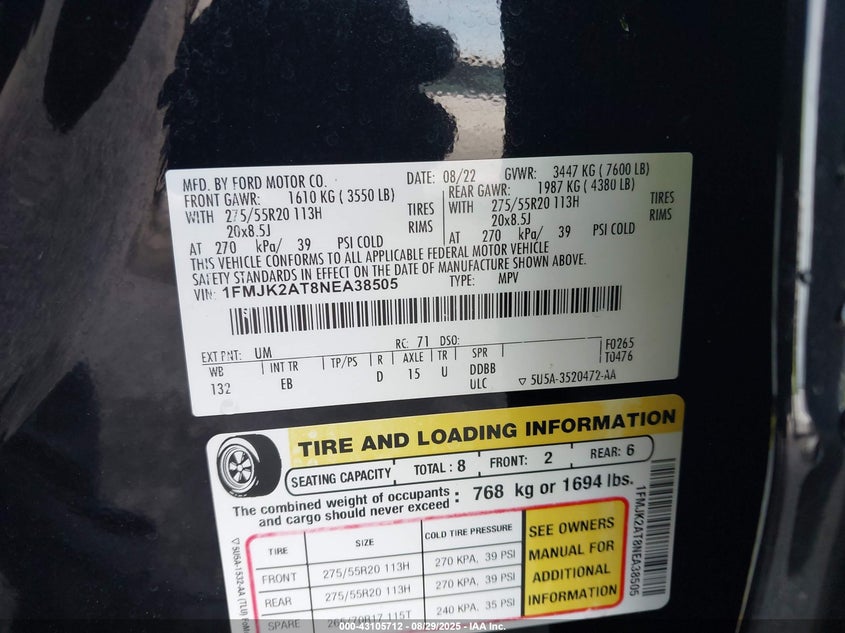 MFD. BY FORD MOTOR CO.
DATE: 08/22 GVWR: 3447 KG ( 7600 LB)
FRONT GAWR: 1610 KG ( 3550 LB)
REAR GAWR: 1987 KG ( 4380 LB)
WITH 275/55R20 113H TIRES
WITH 275/55R20 113H TIRES
20x8.5J RIMS
20x8.5J RIMS
AT 270 kPa/ 39 PSI COLD
AT 270 kPa/ 39 PSI COLD
THIS VEHICLE CONFORMS TO ALL APPLICABLE FEDERAL MOTOR VEHICLE
SAFETY STANDARDS IN EFFECT ON THE DATE OF MANUFACTURE SHOWN ABOVE.
VIN: 1FMJK2AT8NEA38505
TYPE: MPV
EXT PNT: UM RC: 71 DSO: F0265
WB INT TR TP/PS R AXLE TR SPR T0476
132 EB D 15 U DDBB
ULC ▽ 5U5A-3520472-AA
TIRE AND LOADING INFORMATION
SEATING CAPACITY TOTAL : 8 FRONT: 2 REAR: 6
The combined weight of occupants and cargo should never exceed : 768 kg or 1694 lbs.
TIRE SIZE COLD TIRE PRESSURE
FRONT 275/55R20 113H 270 KPA, 39 PSI
REAR 275/55R20 113H 270 KPA, 39 PSI
SPARE 265/70R17 115T 240 KPA, 35 PSI
SEE OWNERS
MANUAL FOR
ADDITIONAL
INFORMATION
1FMJK2AT8NEA38505
▽ 5U5A-1532-AA (TLU)
000-43105712 - 08/29/2025 - IAA Inc.